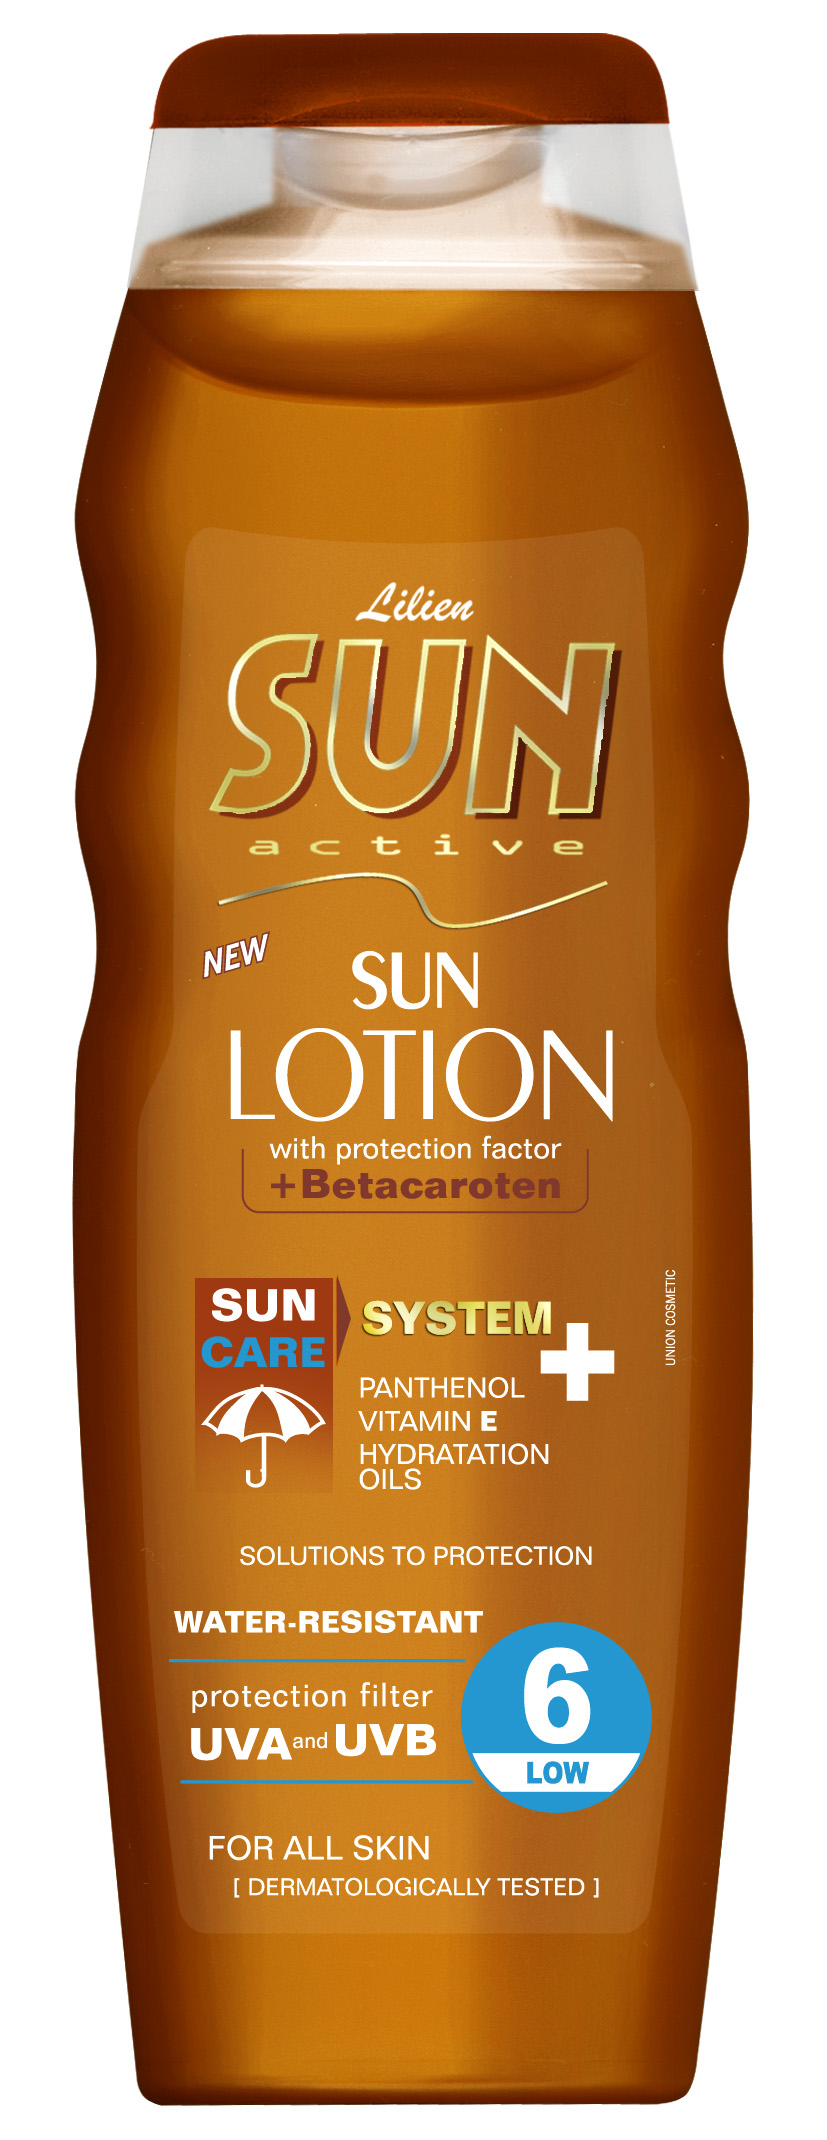 Lilien
SUN
active
NEW
SUN
LOTION
with protection factor
+Betacaroten
SUN
CARE
SYSTEM
PANTHENOL
VITAMIN E
HYDRATATION
OILS
UNION COSMETIC
SOLUTIONS TO PROTECTION
WATER-RESISTANT
protection filter
UVA and UVB
6
LOW
FOR ALL SKIN
[ DERMATOLOGICALLY TESTED ]